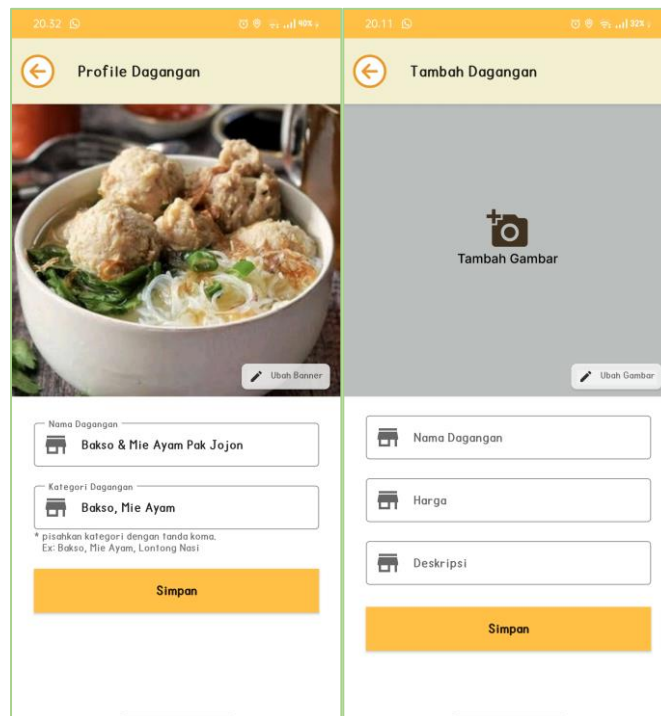 20.32
90%
Profile Dagangan
Ubah Banner
Nama Dagangan
Bakso & Mie Ayam Pak Jojon
Kategori Dagangan
Bakso, Mie Ayam
* pisahkan kategori dengan tanda koma.
Ex: Bakso, Mie Ayam, Lontong Nasi
Simpan
20.11
32%
Tambah Dagangan
Tambah Gambar
Ubah Gambar
Nama Dagangan
Harga
Deskripsi
Simpan